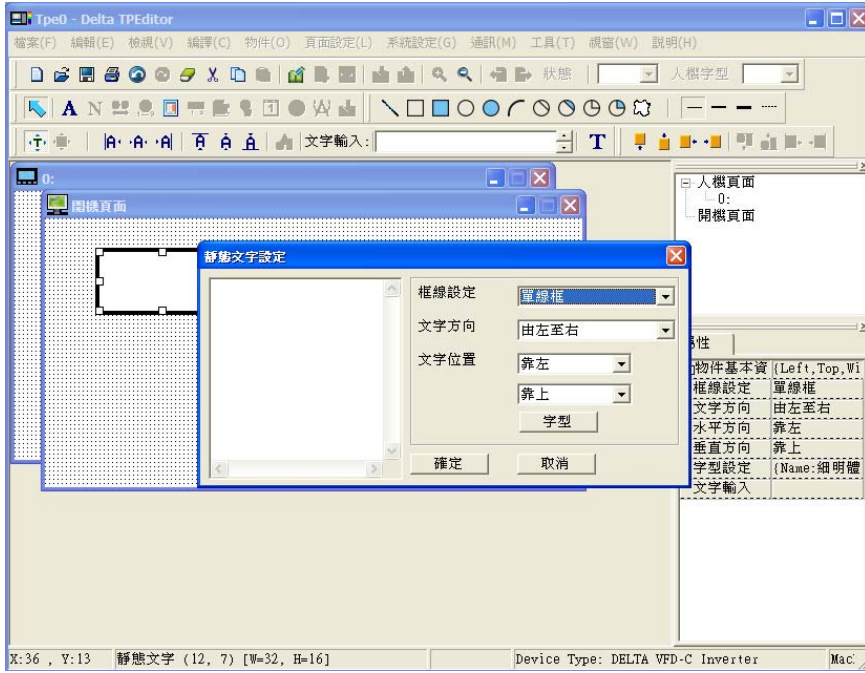 Tpe0 - Delta TPEditor
檔案(F) 編輯(E) 檢視(V) 編譯(C) 物件(O) 頁面設定(L) 系統設定(G) 通訊(M) 工具(T) 視窗(W) 說明(H)
狀態 人機字型
文字輸入:
0:
開機頁面
人機頁面
0:
開機頁面
靜態文字設定
框線設定 單線框
文字方向 由左至右
文字位置 靠左
靠上
字型
確定 取消
性
物件基本資 {Left,Top,Wi
框線設定 單線框
文字方向 由左至右
水平方向 靠左
垂直方向 靠上
字型設定 {Name:細明體
文字輸入
X:36 , Y:13 靜態文字 (12, 7) [W=32, H=16] Device Type: DELTA VFD-C Inverter Mac